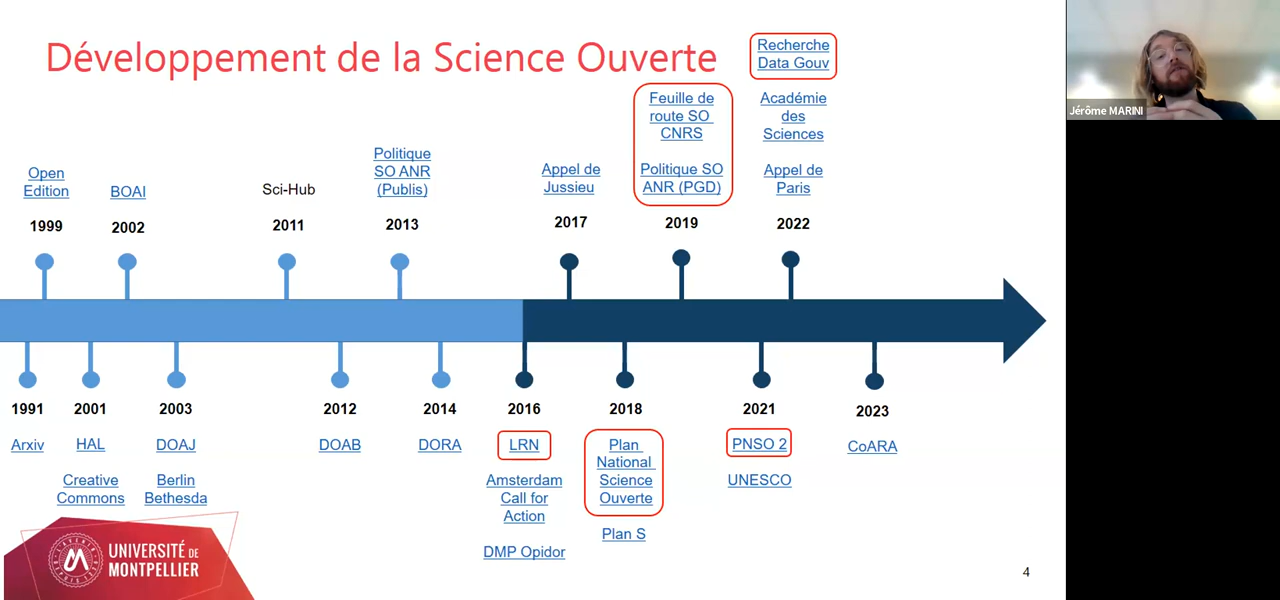 Développement de la Science Ouverte
Recherche
Data Gouv
Académie
des
Sciences
Appel de
Paris
2022
Feuille de
route SO
CNRS
Politique SO
ANR (PGD)
2019
Appel de
Jussieu
2017
Politique
SO ANR
(Publis)
2013
Sci-Hub
2011
BOAI
2002
Open
Edition
1999
1991
Arxiv
2001
HAL
Creative
Commons
2003
DOAJ
Berlin
Bethesda
2012
DOAB
2014
DORA
2016
LRN
Amsterdam
Call for
Action
DMP Opidor
2018
Plan
National
Science
Ouverte
Plan S
2021
PNSO 2
UNESCO
2023
CoARA
UNIVERSITÉ DE
MONTPELLIER
4
Jérôme MARINI